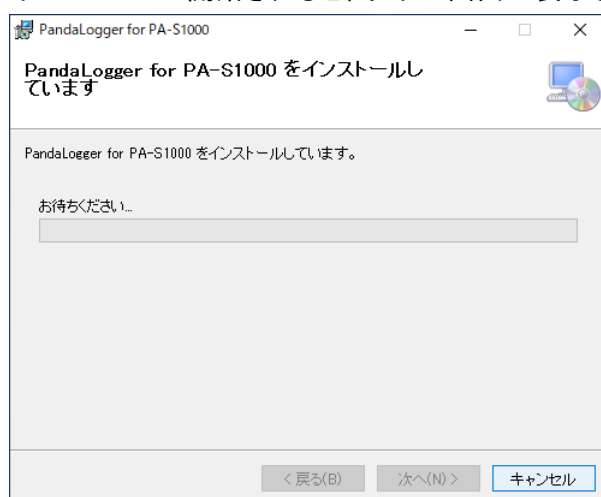 PandaLogger for PA-S1000
PandaLogger for PA-S1000 をインストールし
ています
PandaLogger for PA-S1000 をインストールしています。
お待ちください...
< 戻る(B)
次へ(N) >
キャンセル